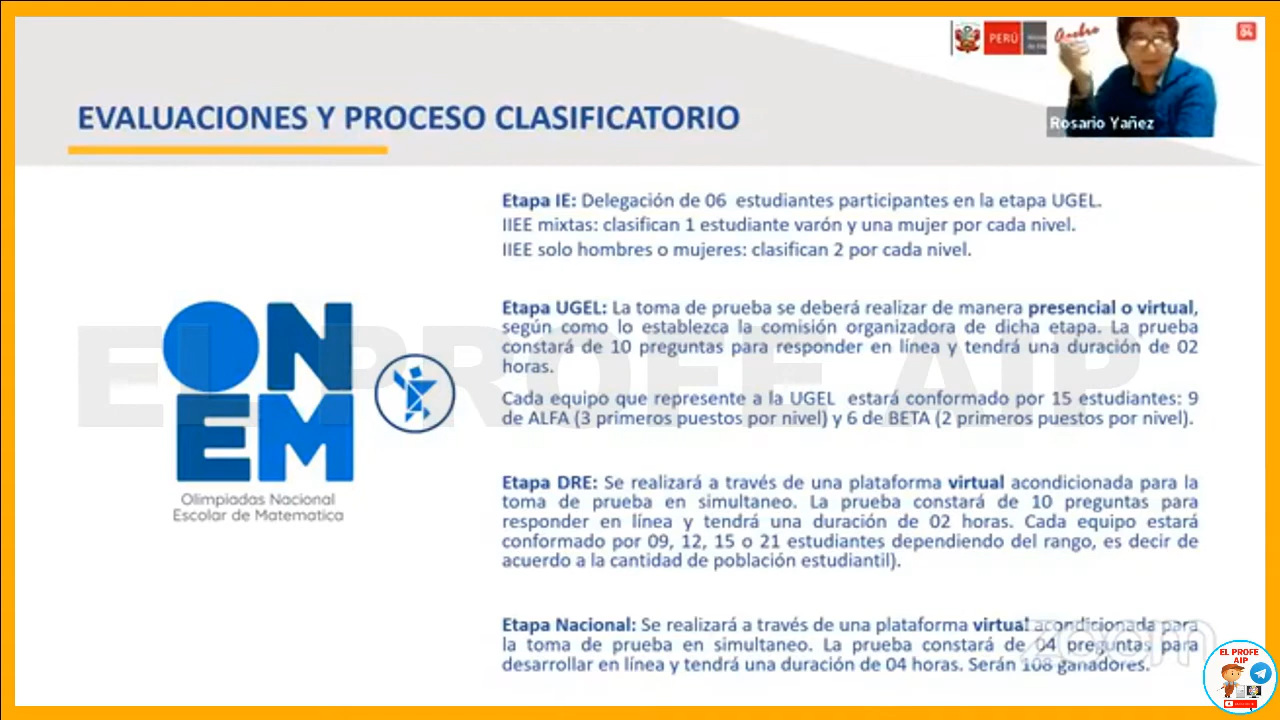 PERÚ
EVALUACIONES Y PROCESO CLASIFICATORIO
Rosario Yañez
Etapa IE: Delegación de 06 estudiantes participantes en la etapa UGEL.
IIEE mixtas: clasifican 1 estudiante varón y una mujer por cada nivel.
IIEE solo hombres o mujeres: clasifican 2 por cada nivel.
Etapa UGEL: La toma de prueba se deberá realizar de manera presencial o virtual,
según como lo establezca la comisión organizadora de dicha etapa. La prueba
constará de 10 preguntas para responder en línea y tendrá una duración de 02
horas.
Cada equipo que represente a la UGEL estará conformado por 15 estudiantes: 9
de ALFA (3 primeros puestos por nivel) y 6 de BETA (2 primeros puestos por nivel).
Etapa DRE: Se realizará a través de una plataforma virtual acondicionada para la
toma de prueba en simultaneo. La prueba constará de 10 preguntas para
responder en línea y tendrá una duración de 02 horas. Cada equipo estará
conformado por 09, 12, 15 o 21 estudiantes dependiendo del rango, es decir de
acuerdo a la cantidad de población estudiantil).
Etapa Nacional: Se realizará a través de una plataforma virtual acondicionada para
la toma de prueba en simultaneo. La prueba constará de 04 preguntas para
desarrollar en línea y tendrá una duración de 04 horas. Serán 108 ganadores.
ON
EM
Olimpiadas Nacional
Escolar de Matematica
EL PROFE AIP
zoom
EL PROFE
AIP